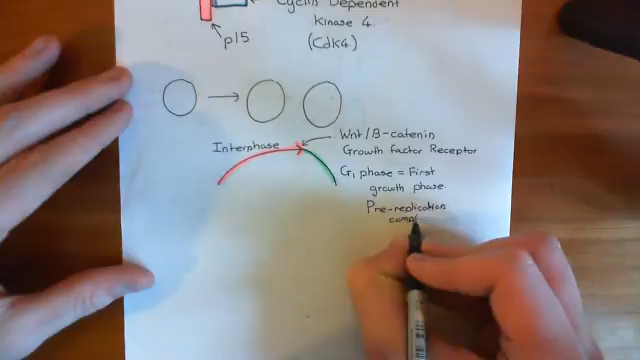 Cyclin Dependent
Kinase 4.
(Cdk4)
p15
Wnt/B-catenin
Growth Factor Receptor
Interphase
G1 phase = First
growth phase.
Pre-replication
comp